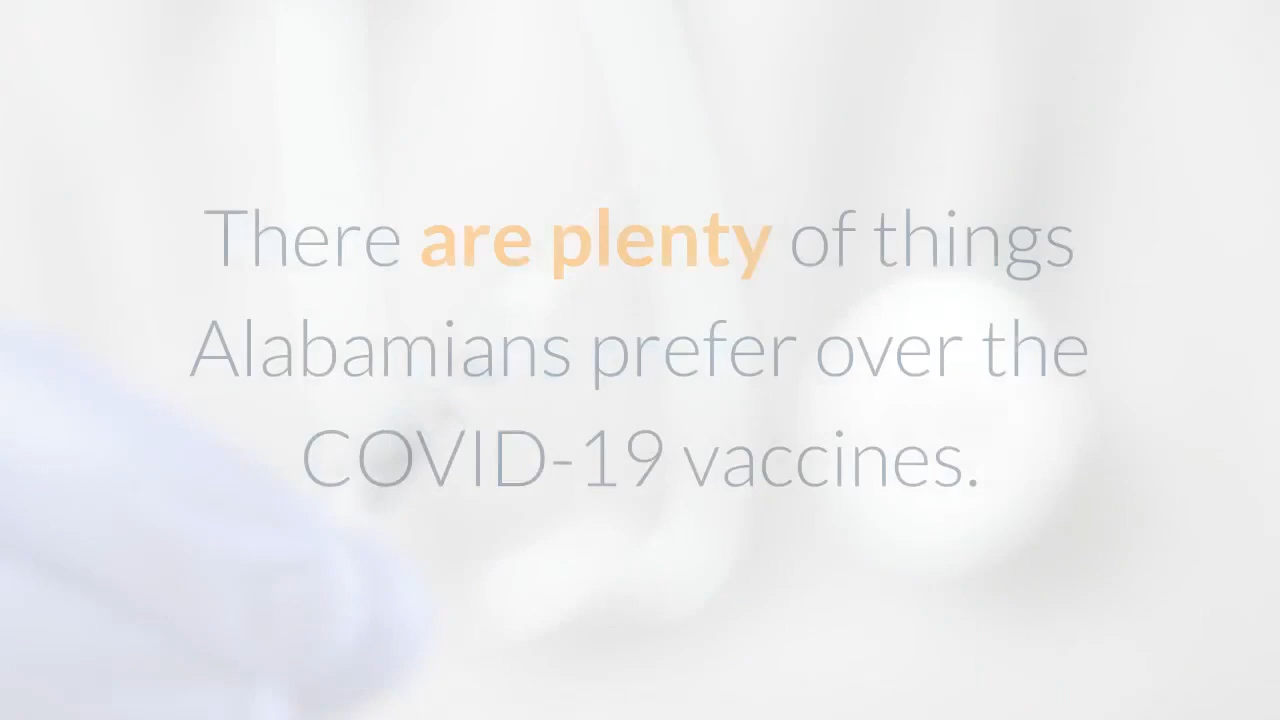 There are plenty of things
Alabamians prefer over the
COVID-19 vaccines.